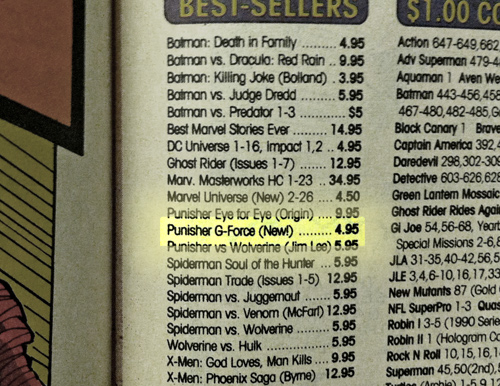 BEST-SELLERS
Batman: Death in Family ......... 4.95
Batman vs. Dracula: Red Rain .. 9.95
Batman: Killing Joke (Bolland) . 3.95
Batman vs. Judge Dredd ......... 5.95
Batman vs. Predator 1-3 ........ $5
Best Marvel Stories Ever ....... 14.95
DC Universe 1-16, Impact 1,2 .. 4.95
Ghost Rider (Issues 1-7) ....... 12.95
Marv. Masterworks HC 1-23 .. 34.95
Marvel Universe (New) 2-26 .... 4.50
Punisher Eye for Eye (Origin) .... 9.95
Punisher G-Force (New!) ......... 4.95
Punisher vs Wolverine (Jim Lee) 5.95
Spiderman Soul of the Hunter ... 5.95
Spiderman Trade (Issues 1-5) 12.95
Spiderman vs. Juggernaut ....... 5.95
Spiderman vs. Venom (McFarl) 12.95
Spiderman vs. Wolverine ........ 5.95
Wolverine vs. Hulk .............. 5.95
X-Men: God Loves, Man Kills ... 9.95
X-Men: Phoenix Saga (Byrne) 12.95
$1.00 CO
Action 647-649,662
Adv Superman 479-4
Aquaman 1 Aven We
Batman 443-456,458
467-480,482-485,G
Black Canary 1 Brave
Captain America 392,4
Daredevil 298,302-309
Detective 603-626,628
Green Lantern Mosaic
Ghost Rider Rides Agai
GI Joe 54,56-68, Year
Special Missions 2-6,8
JLA 31-35,40-42,56,5
JLE 3,4,6-10,16,17,33
New Mutants 87 (Gold
NFL SuperPro 1-3 Quas
Robin I 3-5 (1990 Serie
Robin II 1 (Hologram Co
Rock N Roll 10,15,16,1
Superman 45,50(2nd),5
(Archie) 1-5